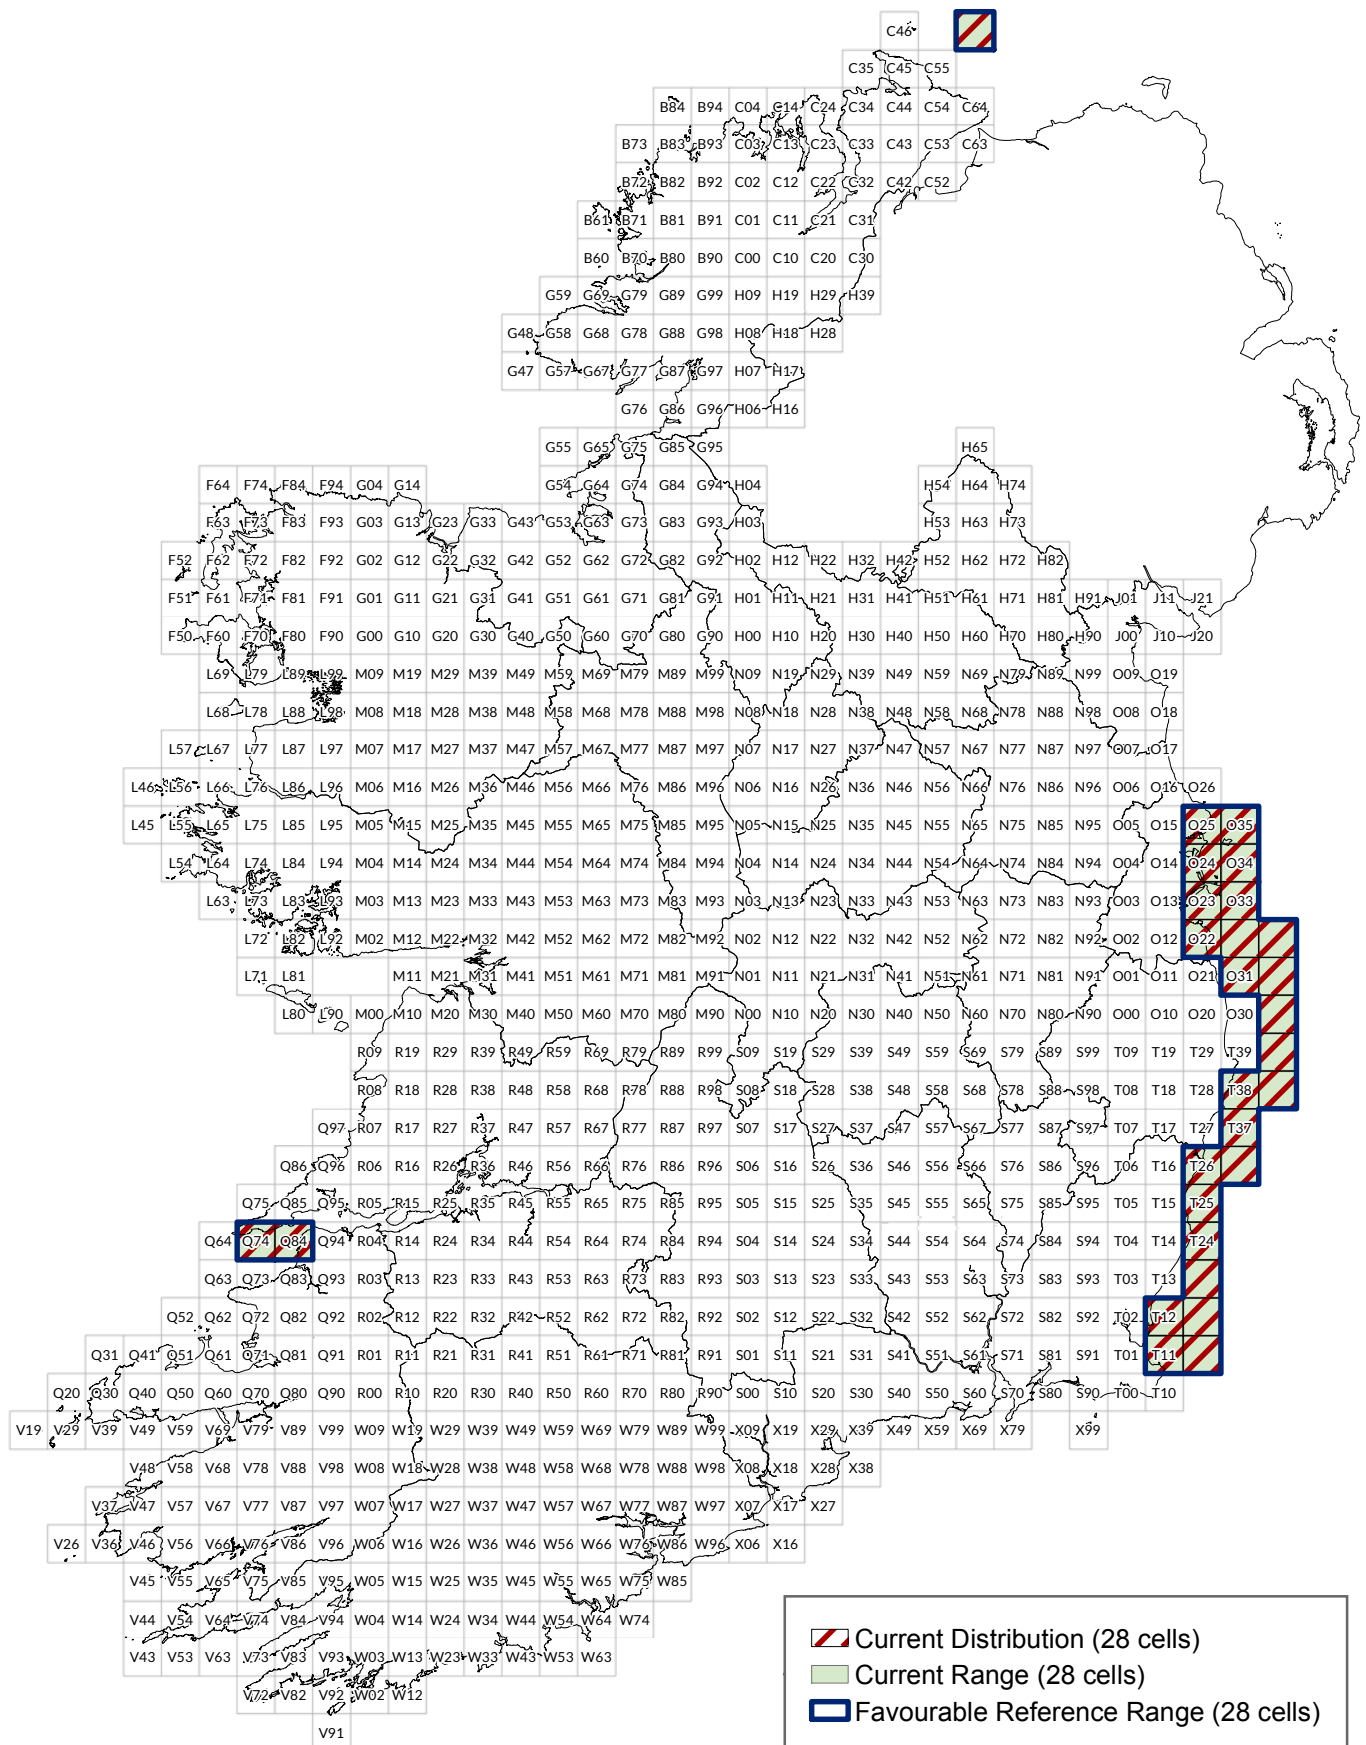 C46
C35 C45 C55
B84 B94 C04 C14 C24 C34 C44 C54 C64
B73 B83 B93 C03 C13 C23 C33 C43 C53 C63
B72 B82 B92 C02 C12 C22 C32 C42 C52
B61 B71 B81 B91 C01 C11 C21 C31
B60 B70 B80 B90 C00 C10 C20 C30
G59 G69 G79 G89 G99 H09 H19 H29 H39
G48 G58 G68 G78 G88 G98 H08 H18 H28
G47 G57 G67 G77 G87 G97 H07 H17
G76 G86 G96 H06 H16
G55 G65 G75 G85 G95 H65
F64 F74 F84 F94 G04 G14 G54 G64 G74 G84 G94 H04 H54 H64 H74
F63 F73 F83 F93 G03 G13 G23 G33 G43 G53 G63 G73 G83 G93 H03 H53 H63 H73
F52 F62 F72 F82 F92 G02 G12 G22 G32 G42 G52 G62 G72 G82 G92 H02 H12 H22 H32 H42 H52 H62 H72 H82
F51 F61 F71 F81 F91 G01 G11 G21 G31 G41 G51 G61 G71 G81 G91 H01 H11 H21 H31 H41 H51 H61 H71 H81 H91 J01 J11 J21
F50 F60 F70 F80 F90 G00 G10 G20 G30 G40 G50 G60 G70 G80 G90 H00 H10 H20 H30 H40 H50 H60 H70 H80 H90 J00 J10 J20
L69 L79 L89 L99 M09 M19 M29 M39 M49 M59 M69 M79 M89 M99 N09 N19 N29 N39 N49 N59 N69 N79 N89 N99 O09 O19
L68 L78 L88 L98 M08 M18 M28 M38 M48 M58 M68 M78 M88 M98 N08 N18 N28 N38 N48 N58 N68 N78 N88 N98 O08 O18
L57 L67 L77 L87 L97 M07 M17 M27 M37 M47 M57 M67 M77 M87 M97 N07 N17 N27 N37 N47 N57 N67 N77 N87 N97 O07 O17
L46 L56 L66 L76 L86 L96 M06 M16 M26 M36 M46 M56 M66 M76 M86 M96 N06 N16 N26 N36 N46 N56 N66 N76 N86 N96 O06 O16 O26
L45 L55 L65 L75 L85 L95 M05 M15 M25 M35 M45 M55 M65 M75 M85 M95 N05 N15 N25 N35 N45 N55 N65 N75 N85 N95 O05 O15 O25 O35
L54 L64 L74 L84 L94 M04 M14 M24 M34 M44 M54 M64 M74 M84 M94 N04 N14 N24 N34 N44 N54 N64 N74 N84 N94 O04 O14 O24 O34
L63 L73 L83 L93 M03 M13 M23 M33 M43 M53 M63 M73 M83 M93 N03 N13 N23 N33 N43 N53 N63 N73 N83 N93 O03 O13 O23 O33
L72 L82 L92 M02 M12 M22 M32 M42 M52 M62 M72 M82 M92 N02 N12 N22 N32 N42 N52 N62 N72 N82 N92 O02 O12 O22
L71 L81 M11 M21 M31 M41 M51 M61 M71 M81 M91 N01 N11 N21 N31 N41 N51 N61 N71 N81 N91 O01 O11 O21 O31
L80 L90 M00 M10 M20 M30 M40 M50 M60 M70 M80 M90 N00 N10 N20 N30 N40 N50 N60 N70 N80 N90 O00 O10 O20 O30
R09 R19 R29 R39 R49 R59 R69 R79 R89 R99 S09 S19 S29 S39 S49 S59 S69 S79 S89 S99 T09 T19 T29 T39
R08 R18 R28 R38 R48 R58 R68 R78 R88 R98 S08 S18 S28 S38 S48 S58 S68 S78 S88 S98 T08 T18 T28 T38
Q97 R07 R17 R27 R37 R47 R57 R67 R77 R87 R97 S07 S17 S27 S37 S47 S57 S67 S77 S87 S97 T07 T17 T27 T37
Q86 Q96 R06 R16 R26 R36 R46 R56 R66 R76 R86 R96 S06 S16 S26 S36 S46 S56 S66 S76 S86 S96 T06 T16 T26
Q75 Q85 Q95 R05 R15 R25 R35 R45 R55 R65 R75 R85 R95 S05 S15 S25 S35 S45 S55 S65 S75 S85 S95 T05 T15 T25
Q64 Q74 Q84 Q94 R04 R14 R24 R34 R44 R54 R64 R74 R84 R94 S04 S14 S24 S34 S44 S54 S64 S74 S84 S94 T04 T14 T24
Q63 Q73 Q83 Q93 R03 R13 R23 R33 R43 R53 R63 R73 R83 R93 S03 S13 S23 S33 S43 S53 S63 S73 S83 S93 T03 T13
Q52 Q62 Q72 Q82 Q92 R02 R12 R22 R32 R42 R52 R62 R72 R82 R92 S02 S12 S22 S32 S42 S52 S62 S72 S82 S92 T02 T12
Q31 Q41 Q51 Q61 Q71 Q81 Q91 R01 R11 R21 R31 R41 R51 R61 R71 R81 R91 S01 S11 S21 S31 S41 S51 S61 S71 S81 S91 T01 T11
Q20 Q30 Q40 Q50 Q60 Q70 Q80 Q90 R00 R10 R20 R30 R40 R50 R60 R70 R80 R90 S00 S10 S20 S30 S40 S50 S60 S70 S80 S90 T00 T10
V19 V29 V39 V49 V59 V69 V79 V89 V99 W09 W19 W29 W39 W49 W59 W69 W79 W89 W99 X09 X19 X29 X39 X49 X59 X69 X79 X99
V48 V58 V68 V78 V88 V98 W08 W18 W28 W38 W48 W58 W68 W78 W88 W98 X08 X18 X28 X38
V37 V47 V57 V67 V77 V87 V97 W07 W17 W27 W37 W47 W57 W67 W77 W87 W97 X07 X17 X27
V26 V36 V46 V56 V66 V76 V86 V96 W06 W16 W26 W36 W46 W56 W66 W76 W86 W96 X06 X16
V45 V55 V65 V75 V85 V95 W05 W15 W25 W35 W45 W55 W65 W75 W85
V44 V54 V64 V74 V84 V94 W04 W14 W24 W34 W44 W54 W64 W74
V43 V53 V63 V73 V83 V93 W03 W13 W23 W33 W43 W53 W63
V72 V82 V92 W02 W12
V91
Current Distribution (28 cells)
Current Range (28 cells)
Favourable Reference Range (28 cells)